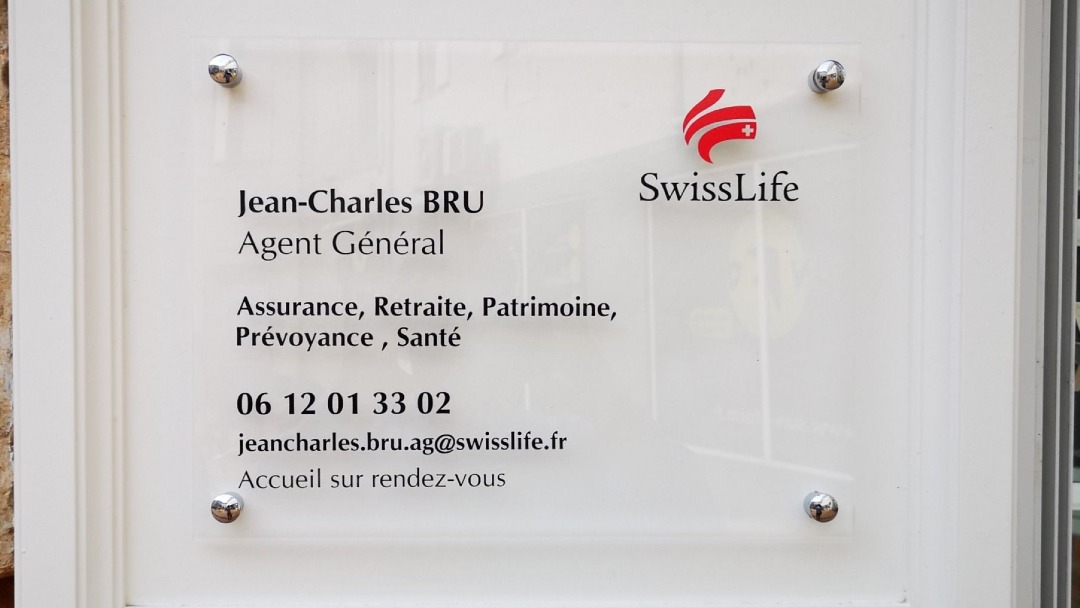 SwissLife
Jean-Charles BRU
Agent Général
Assurance, Retraite, Patrimoine,
Prévoyance , Santé
06 12 01 33 02
jeancharles.bru.ag@swisslife.fr
Accueil sur rendez-vous